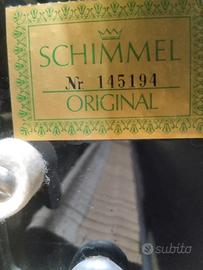 SCHIMMEL
Nr. 145194
ORIGINAL
subito